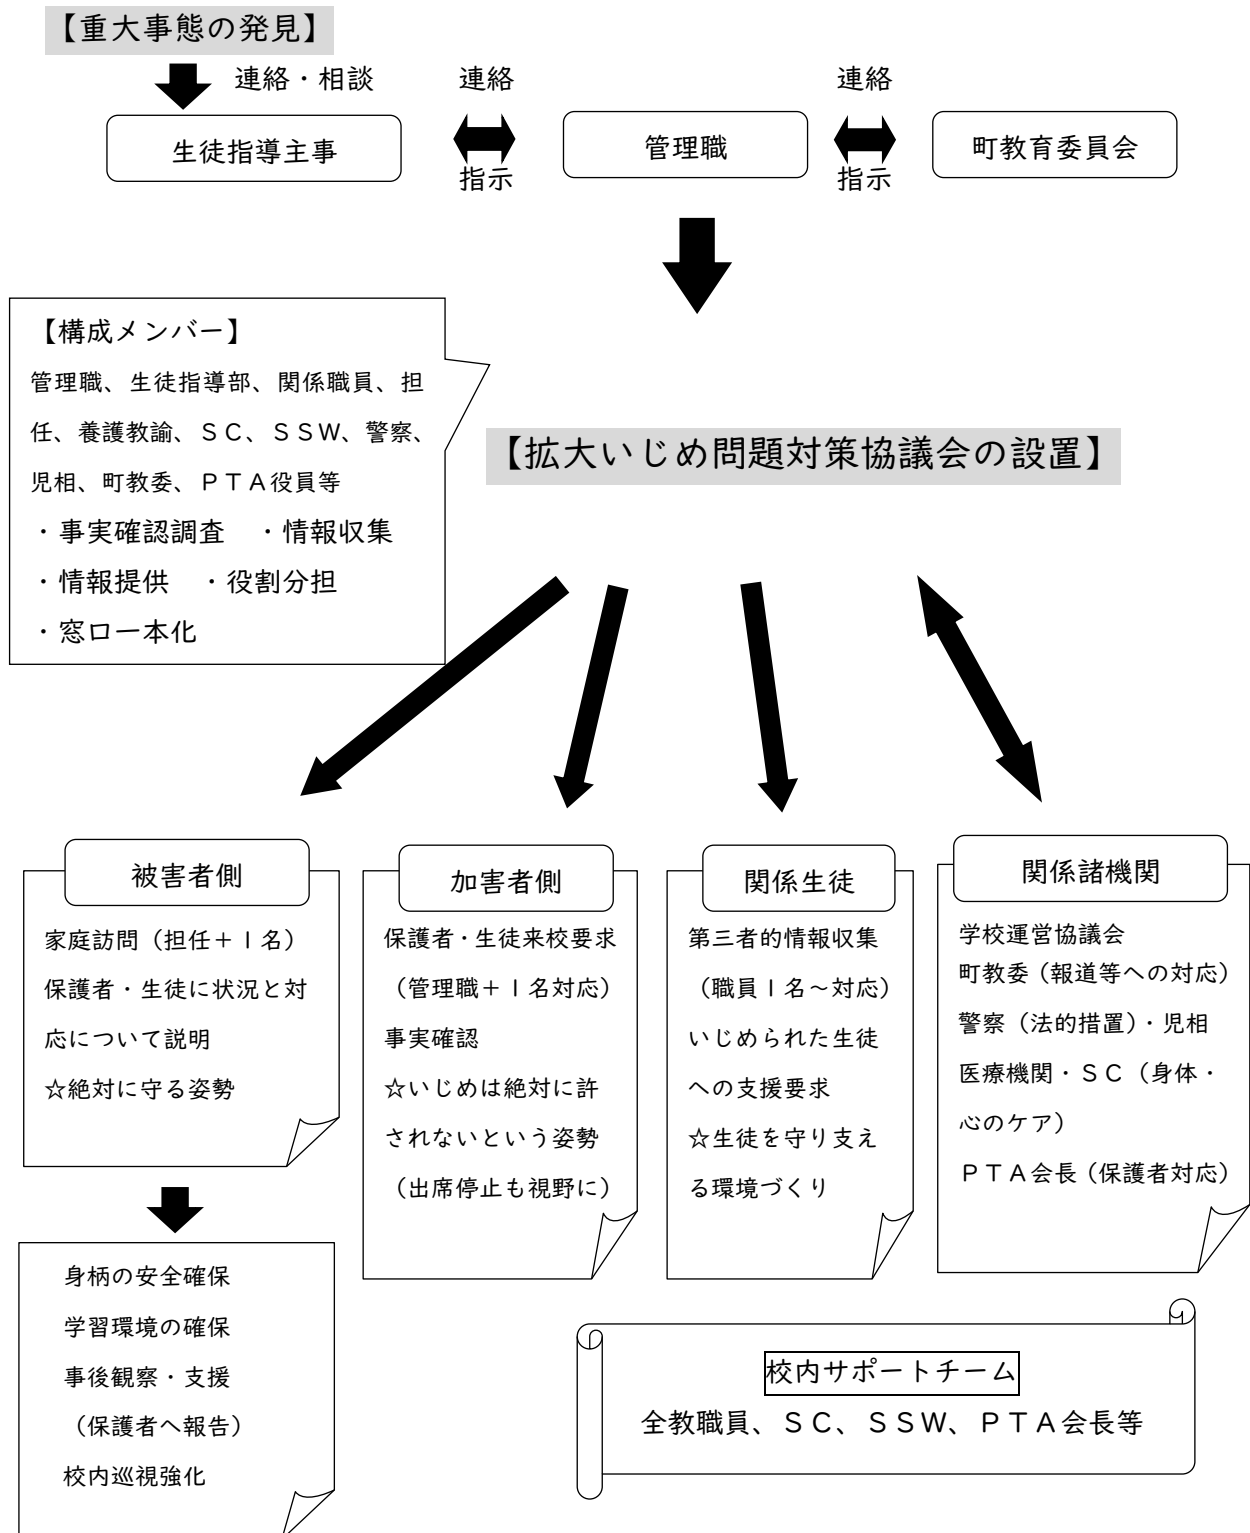 【重大事態の発見】
連絡・相談
連絡
連絡
生徒指導主事
管理職
町教育委員会
指示
指示
【構成メンバー】
管理職、生徒指導部、関係職員、担
任、養護教諭、ＳＣ、ＳＳＷ、警察、
児相、町教委、ＰＴＡ役員等
・事実確認調査　・情報収集
・情報提供　・役割分担
・窓口一本化
【拡大いじめ問題対策協議会の設置】
被害者側
家庭訪問（担任＋１名）
保護者・生徒に状況と対
応について説明
☆絶対に守る姿勢
身柄の安全確保
学習環境の確保
事後観察・支援
（保護者へ報告）
校内巡視強化
加害者側
保護者・生徒来校要求
（管理職＋１名対応）
事実確認
☆いじめは絶対に許
されないという姿勢
（出席停止も視野に）
関係生徒
第三者的情報収集
（職員１名～対応）
いじめられた生徒
への支援要求
☆生徒を守り支え
る環境づくり
関係諸機関
学校運営協議会
町教委（報道等への対応）
警察（法的措置）・児相
医療機関・ＳＣ（身体・
心のケア）
ＰＴＡ会長（保護者対応）
校内サポートチーム
全教職員、ＳＣ、ＳＳＷ、ＰＴＡ会長等